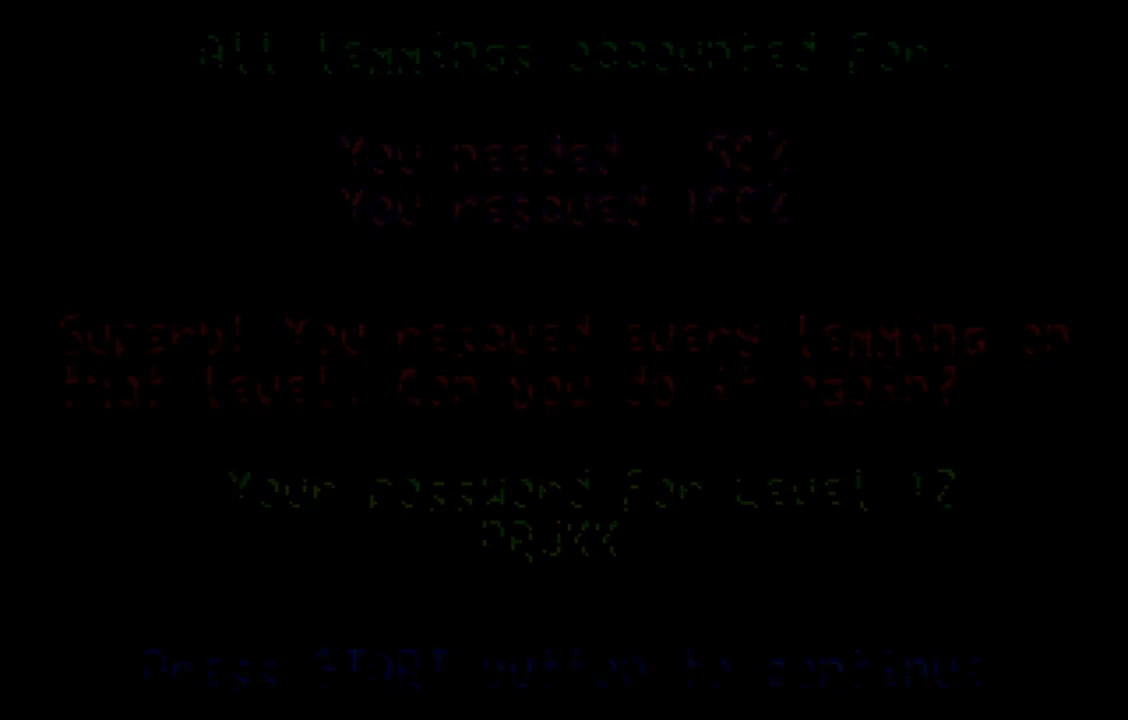 All lemmings accounted for.
You needed 50%
You rescued 100%
Superb! You rescued every lemming on
that level. Can you do it again?
Your password for Level 12
Press START button to continue